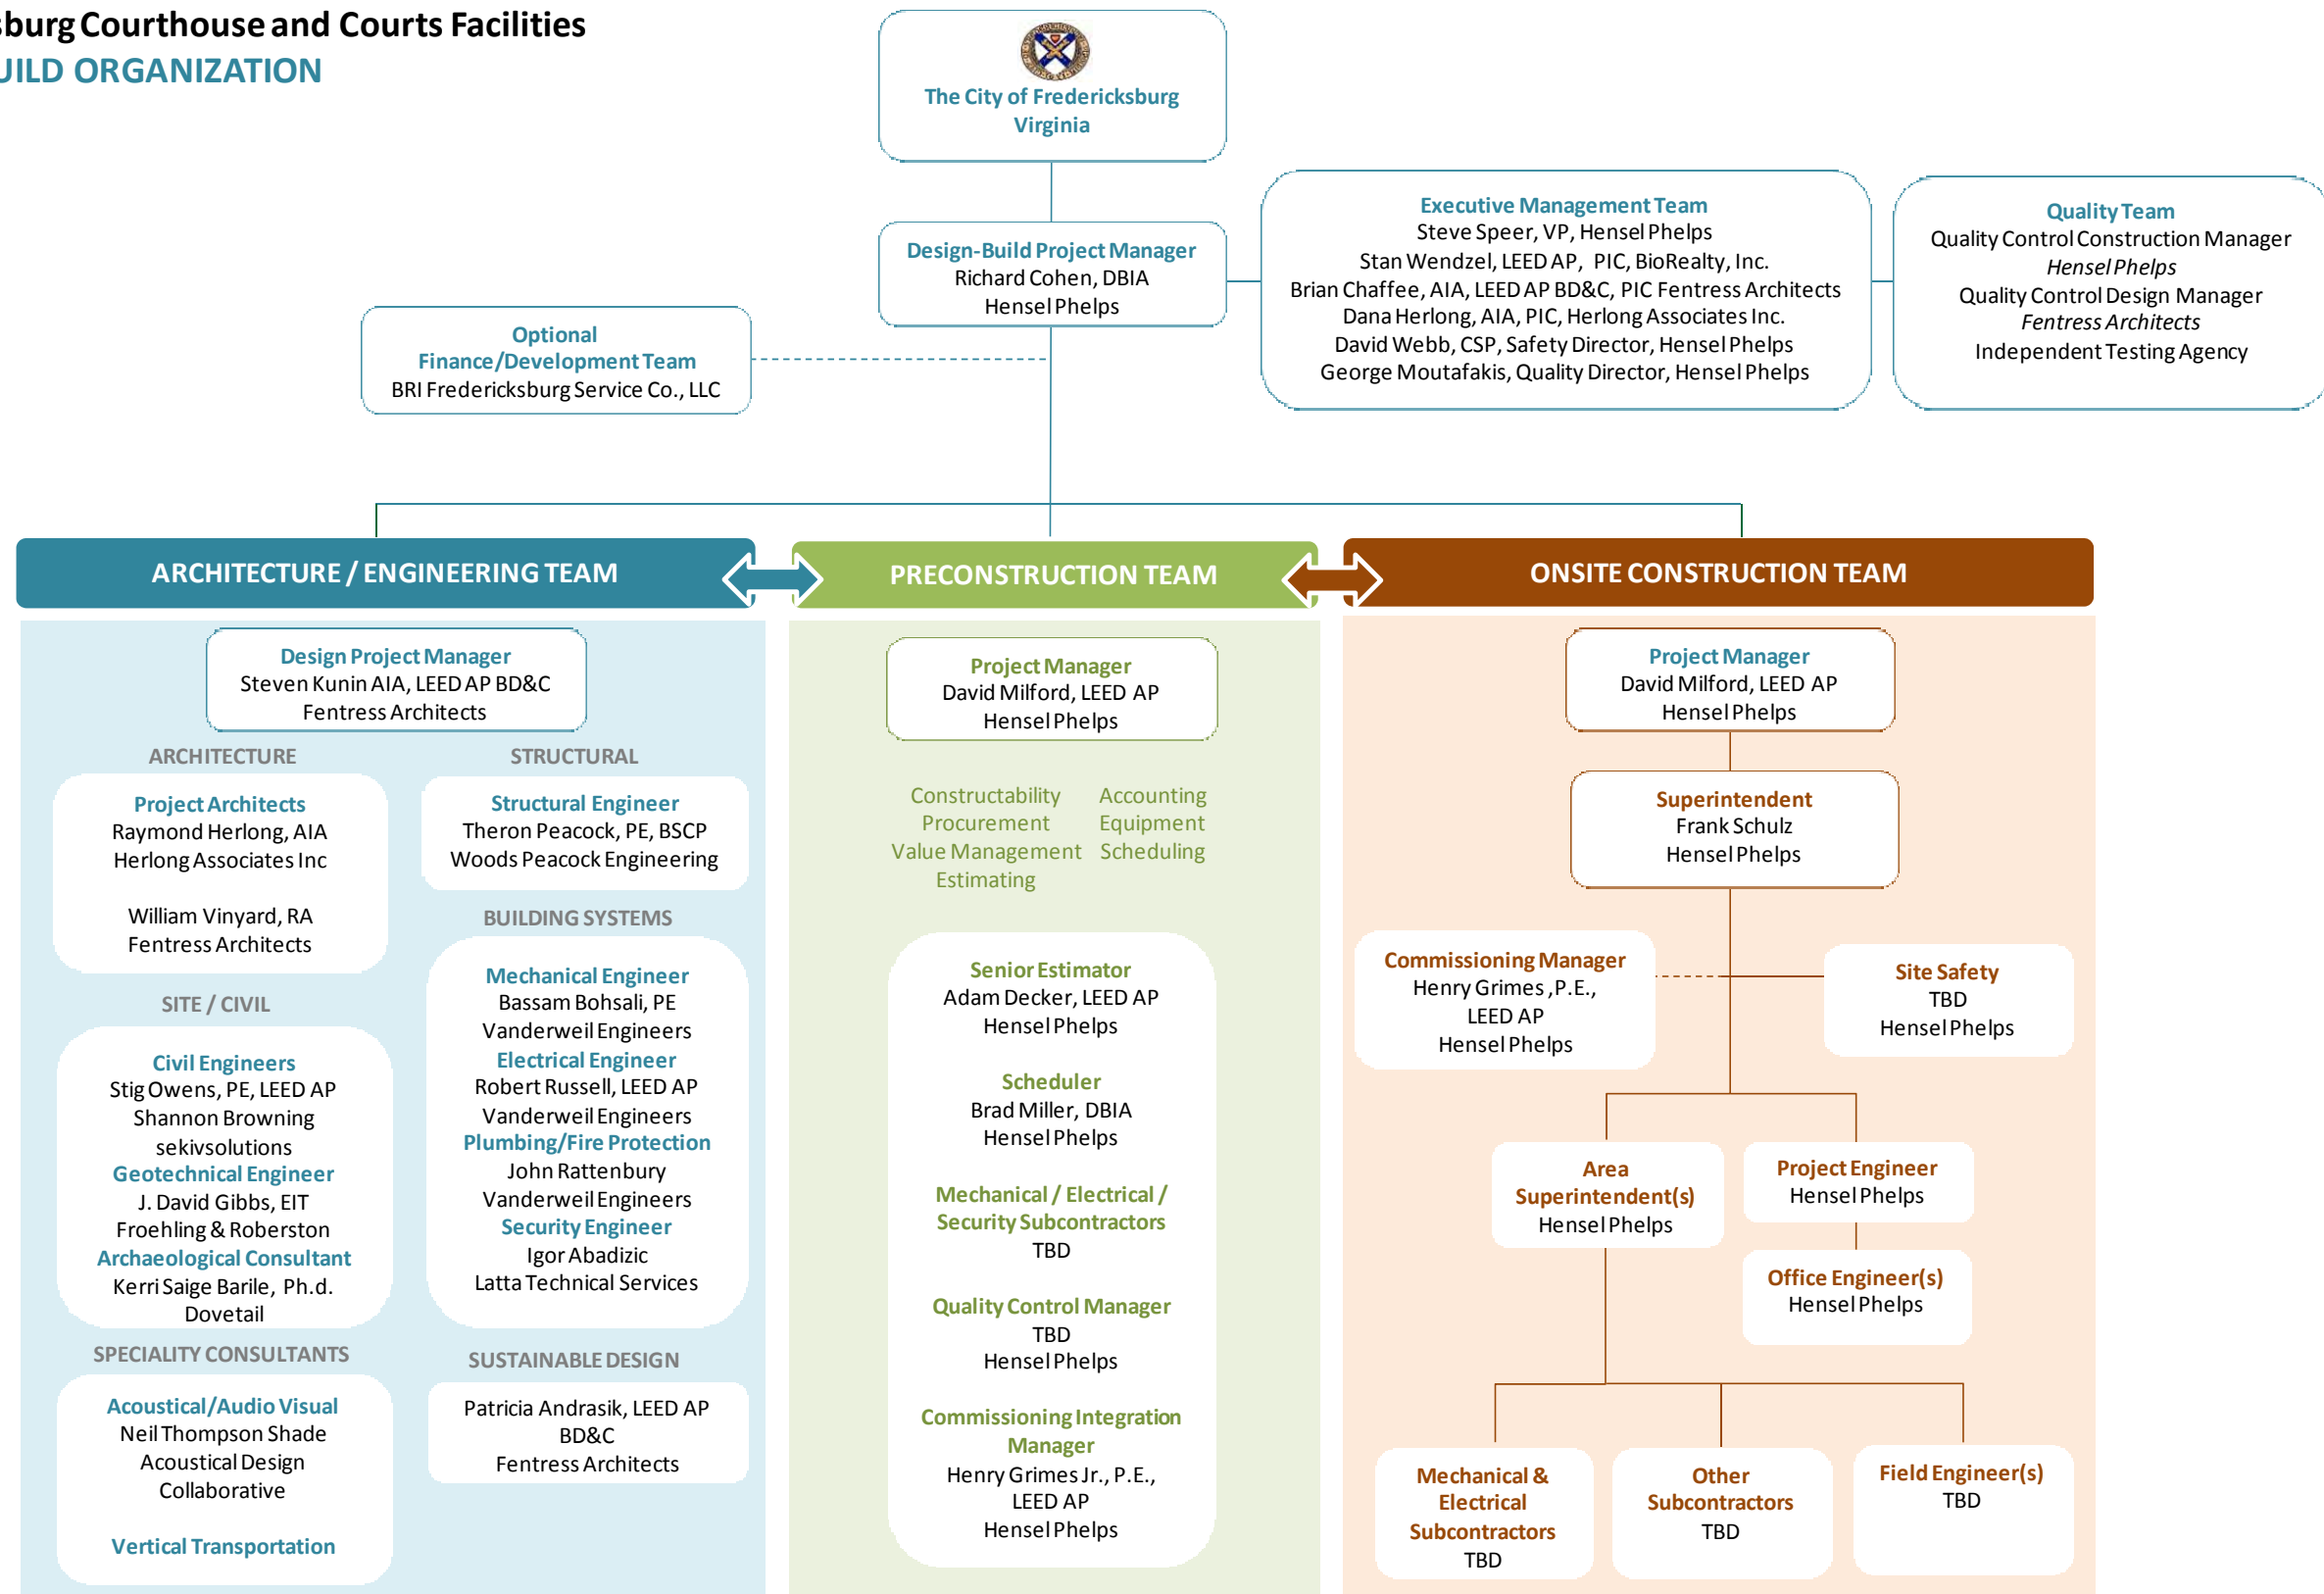 sburg Courthouse and Courts Facilities
UILD ORGANIZATION
The City of Fredericksburg
Virginia
Design-Build Project Manager
Richard Cohen, DBIA
Hensel Phelps
Executive Management Team
Steve Speer, VP, Hensel Phelps
Stan Wendzel, LEED AP, PIC, BioRealty, Inc.
Brian Chaffee, AIA, LEED AP BD&C, PIC Fentress Architects
Dana Herlong, AIA, PIC, Herlong Associates Inc.
David Webb, CSP, Safety Director, Hensel Phelps
George Moutafakis, Quality Director, Hensel Phelps
Quality Team
Quality Control Construction Manager
Hensel Phelps
Quality Control Design Manager
Fentress Architects
Independent Testing Agency
Optional
Finance/Development Team
BRI Fredericksburg Service Co., LLC
ARCHITECTURE / ENGINEERING TEAM
Design Project Manager
Steven Kunin AIA, LEED AP BD&C
Fentress Architects
ARCHITECTURE
Project Architects
Raymond Herlong, AIA
Herlong Associates Inc
William Vinyard, RA
Fentress Architects
SITE / CIVIL
Civil Engineers
Stig Owens, PE, LEED AP
Shannon Browning
sekivsolutions
Geotechnical Engineer
J. David Gibbs, EIT
Froehling & Roberston
Archaeological Consultant
Kerri Saige Barile, Ph.d.
Dovetail
SPECIALITY CONSULTANTS
Acoustical/Audio Visual
Neil Thompson Shade
Acoustical Design
Collaborative
Vertical Transportation
STRUCTURAL
Structural Engineer
Theron Peacock, PE, BSCP
Woods Peacock Engineering
BUILDING SYSTEMS
Mechanical Engineer
Bassam Bohsali, PE
Vanderweil Engineers
Electrical Engineer
Robert Russell, LEED AP
Vanderweil Engineers
Plumbing/Fire Protection
John Rattenbury
Vanderweil Engineers
Security Engineer
Igor Abadizic
Latta Technical Services
SUSTAINABLE DESIGN
Patricia Andrasik, LEED AP
BD&C
Fentress Architects
PRECONSTRUCTION TEAM
Project Manager
David Milford, LEED AP
Hensel Phelps
Constructability
Procurement
Value Management
Estimating
Accounting
Equipment
Scheduling
Senior Estimator
Adam Decker, LEED AP
Hensel Phelps
Scheduler
Brad Miller, DBIA
Hensel Phelps
Mechanical / Electrical /
Security Subcontractors
TBD
Quality Control Manager
TBD
Hensel Phelps
Commissioning Integration
Manager
Henry Grimes Jr., P.E.,
LEED AP
Hensel Phelps
ONSITE CONSTRUCTION TEAM
Project Manager
David Milford, LEED AP
Hensel Phelps
Superintendent
Frank Schulz
Hensel Phelps
Commissioning Manager
Henry Grimes ,P.E.,
LEED AP
Hensel Phelps
Site Safety
TBD
Hensel Phelps
Area
Superintendent(s)
Hensel Phelps
Project Engineer
Hensel Phelps
Office Engineer(s)
Hensel Phelps
Mechanical &
Electrical
Subcontractors
TBD
Other
Subcontractors
TBD
Field Engineer(s)
TBD